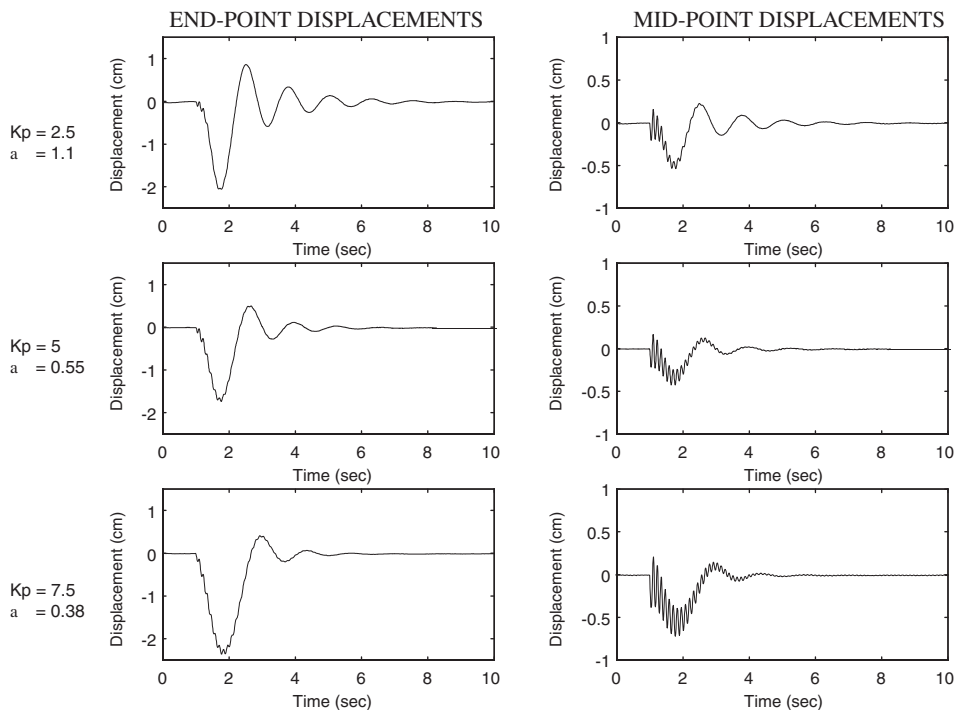 END-POINT DISPLACEMENTS
MID-POINT DISPLACEMENTS
Kp = 2.5
a = 1.1
Displacement (cm)
1
0
-1
-2
0 2 4 6 8 10
Time (sec)
Displacement (cm)
1
0.5
0
-0.5
-1
0 2 4 6 8 10
Time (sec)
Kp = 5
a = 0.55
Displacement (cm)
1
0
-1
-2
0 2 4 6 8 10
Time (sec)
Displacement (cm)
1
0.5
0
-0.5
-1
0 2 4 6 8 10
Time (sec)
Kp = 7.5
a = 0.38
Displacement (cm)
1
0
-1
-2
0 2 4 6 8 10
Time (sec)
Displacement (cm)
1
0.5
0
-0.5
-1
0 2 4 6 8 10
Time (sec)